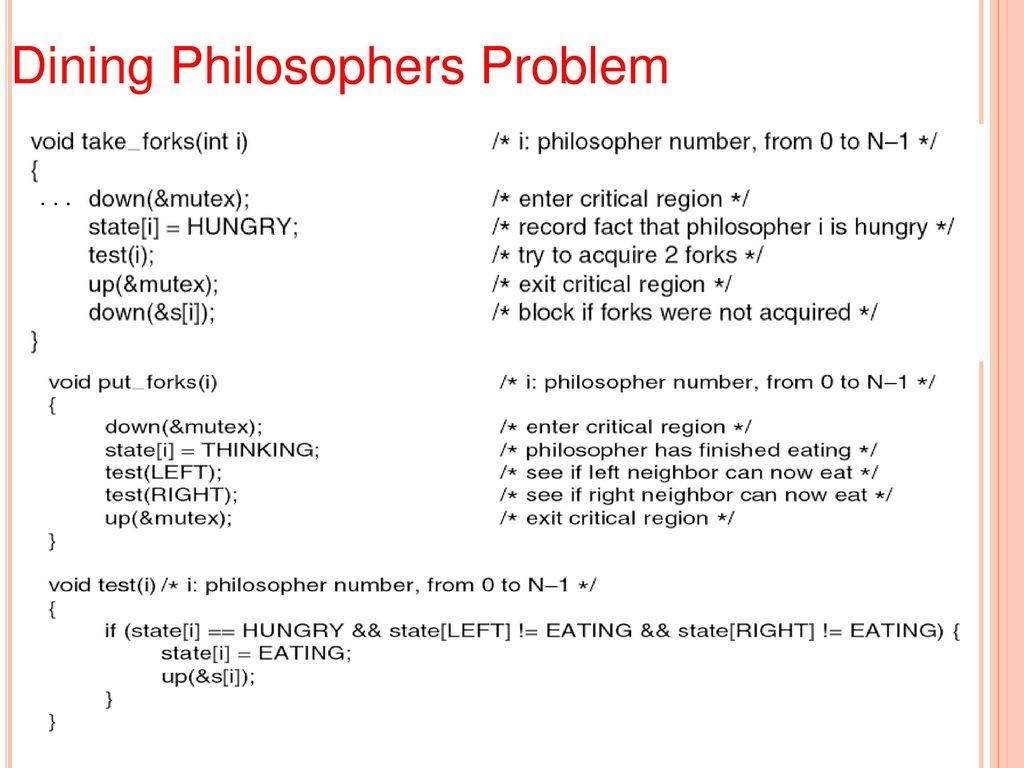 Dining Philosophers Problem
void take_forks(int i) /* i: philosopher number, from 0 to N–1 */
{
... down(&mutex); /* enter critical region */
state[i] = HUNGRY; /* record fact that philosopher i is hungry */
test(i); /* try to acquire 2 forks */
up(&mutex); /* exit critical region */
down(&s[i]); /* block if forks were not acquired */
}
void put_forks(i) /* i: philosopher number, from 0 to N–1 */
{
down(&mutex); /* enter critical region */
state[i] = THINKING; /* philosopher has finished eating */
test(LEFT); /* see if left neighbor can now eat */
test(RIGHT); /* see if right neighbor can now eat */
up(&mutex); /* exit critical region */
}
void test(i) /* i: philosopher number, from 0 to N–1 */
{
if (state[i] == HUNGRY && state[LEFT] != EATING && state[RIGHT] != EATING) {
state[i] = EATING;
up(&s[i]);
}
}